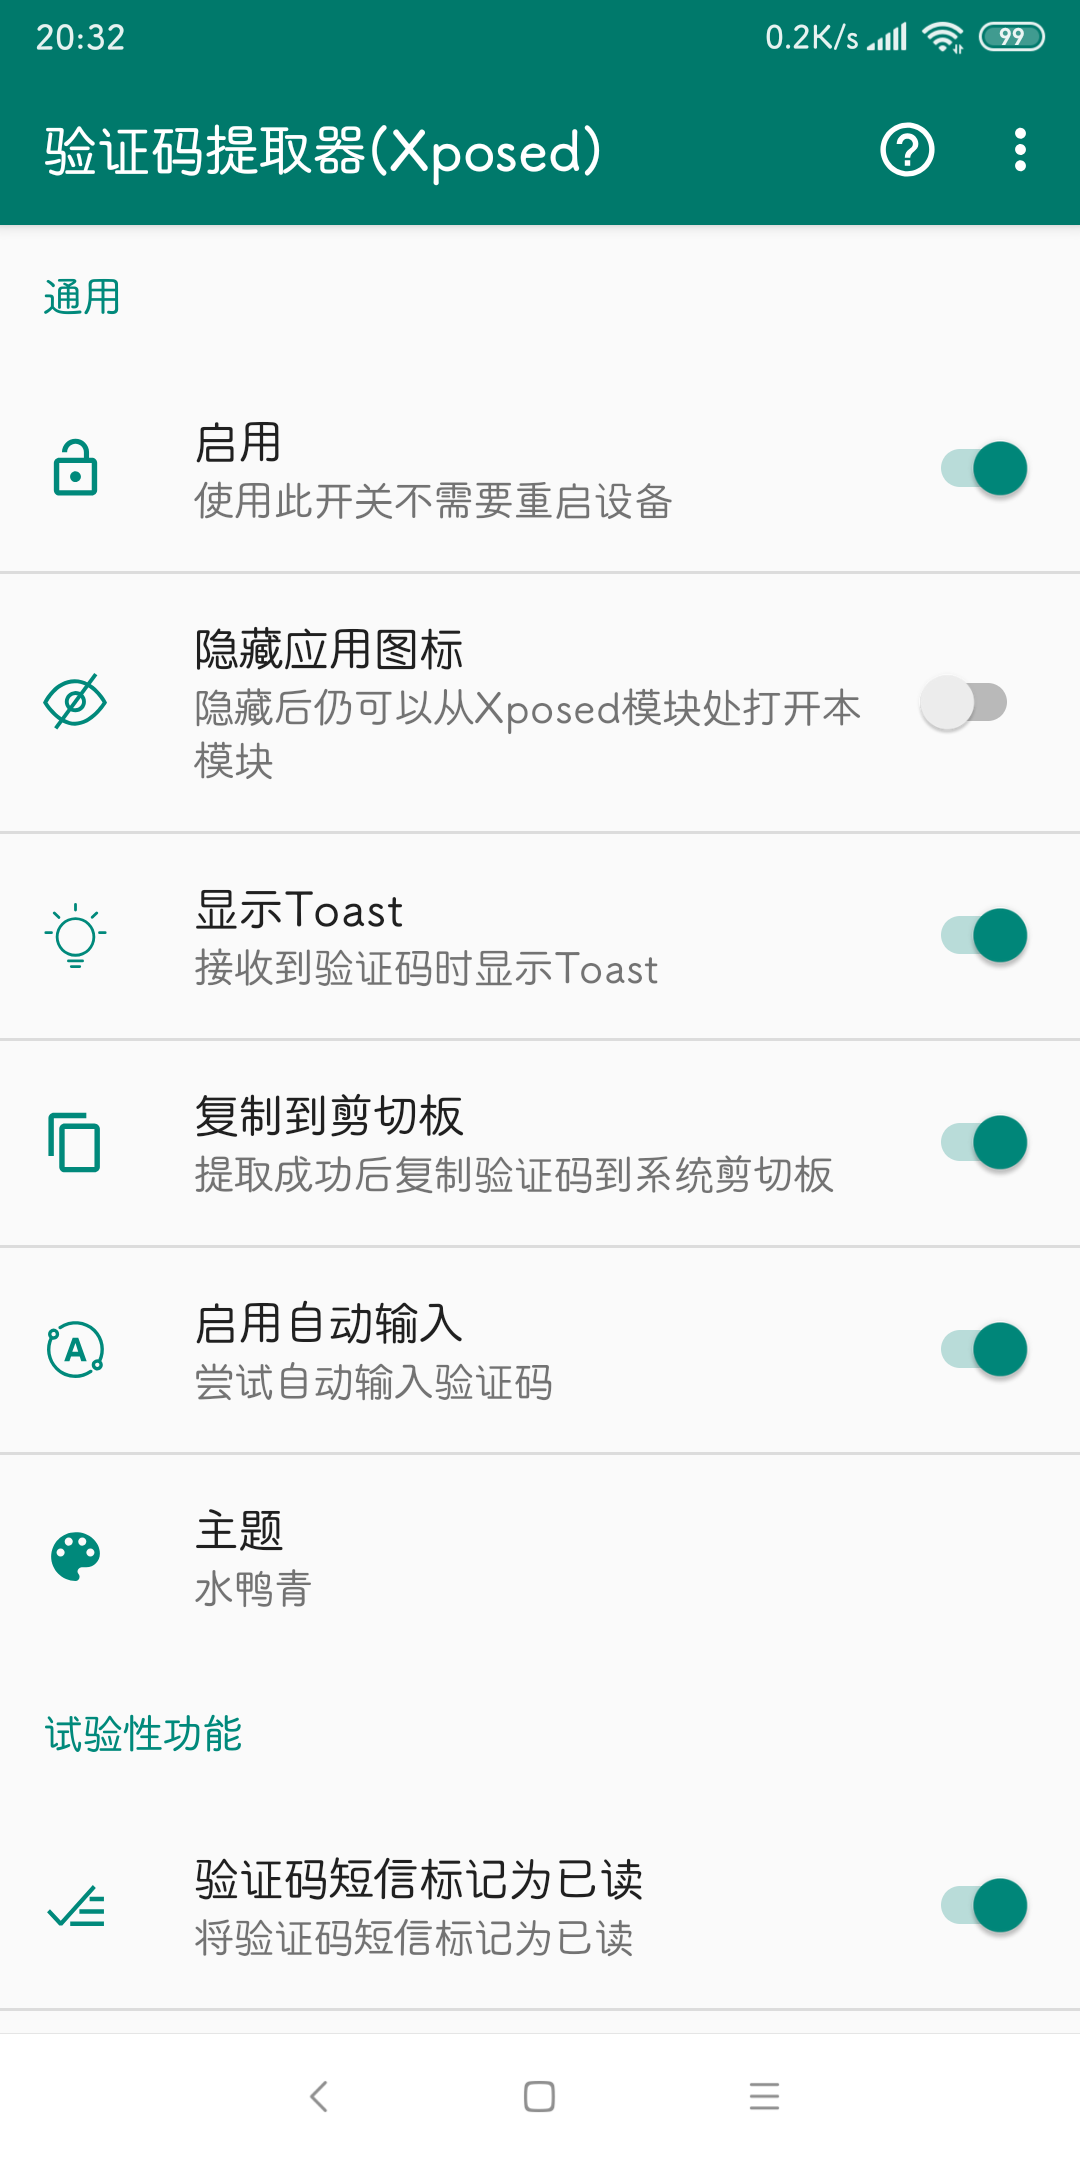 20:32
0.2K/s
99
验证码提取器(Xposed)
通用
启用
使用此开关不需要重启设备
隐藏应用图标
隐藏后仍可以从Xposed模块处打开本
模块
显示Toast
接收到验证码时显示Toast
复制到剪切板
提取成功后复制验证码到系统剪切板
A
启用自动输入
尝试自动输入验证码
主题
水鸭青
试验性功能
验证码短信标记为已读
将验证码短信标记为已读